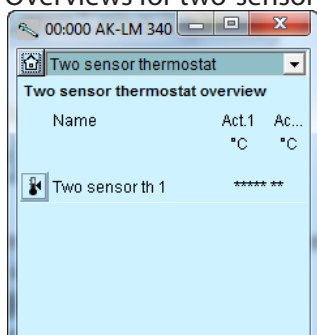 Overviews for two-sensor
00:000 AK-LM 340
Two sensor thermostat
Two sensor thermostat overview
Name Act.1 Ac...
°C °C
Two sensor th 1 ***** **